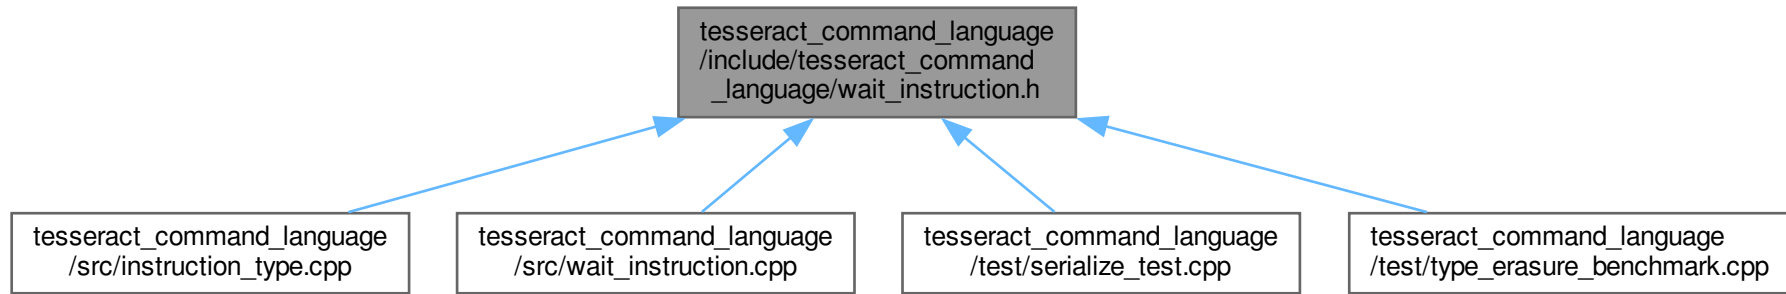 tesseract_command_language
/include/tesseract_command
_language/wait_instruction.h
tesseract_command_language
/src/instruction_type.cpp
tesseract_command_language
/src/wait_instruction.cpp
tesseract_command_language
/test/serialize_test.cpp
tesseract_command_language
/test/type_erasure_benchmark.cpp